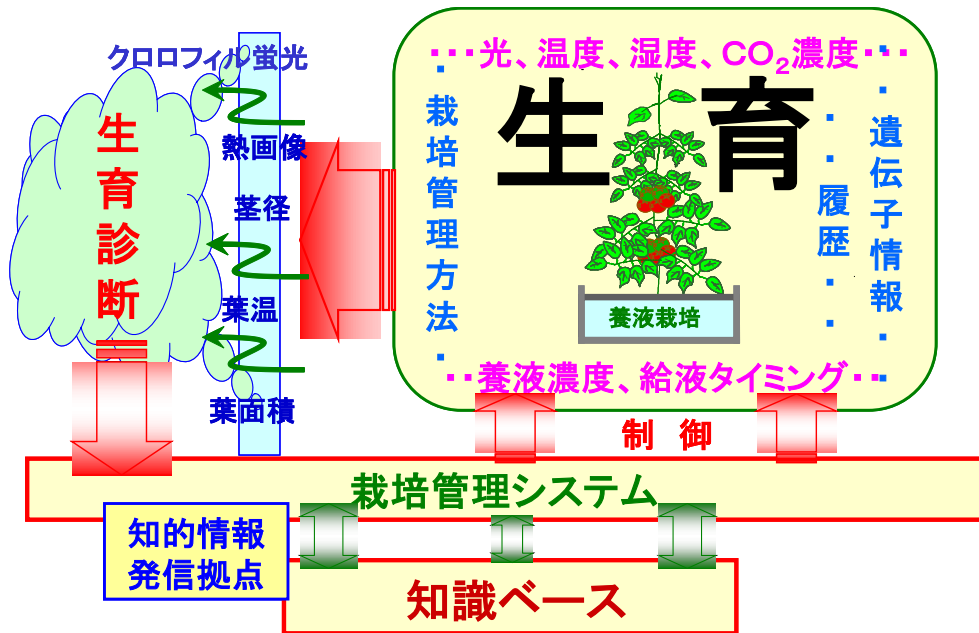 クロロフィル蛍光
熱画像
茎径
葉温
葉面積
生育診断
・・・光、温度、湿度、CO₂濃度・・・
生育
・栽培管理方法・
・・履歴・・
・・遺伝子情報・・
養液栽培
・・養液濃度、給液タイミング・・
制 御
栽培管理システム
知的情報
発信拠点
知識ベース